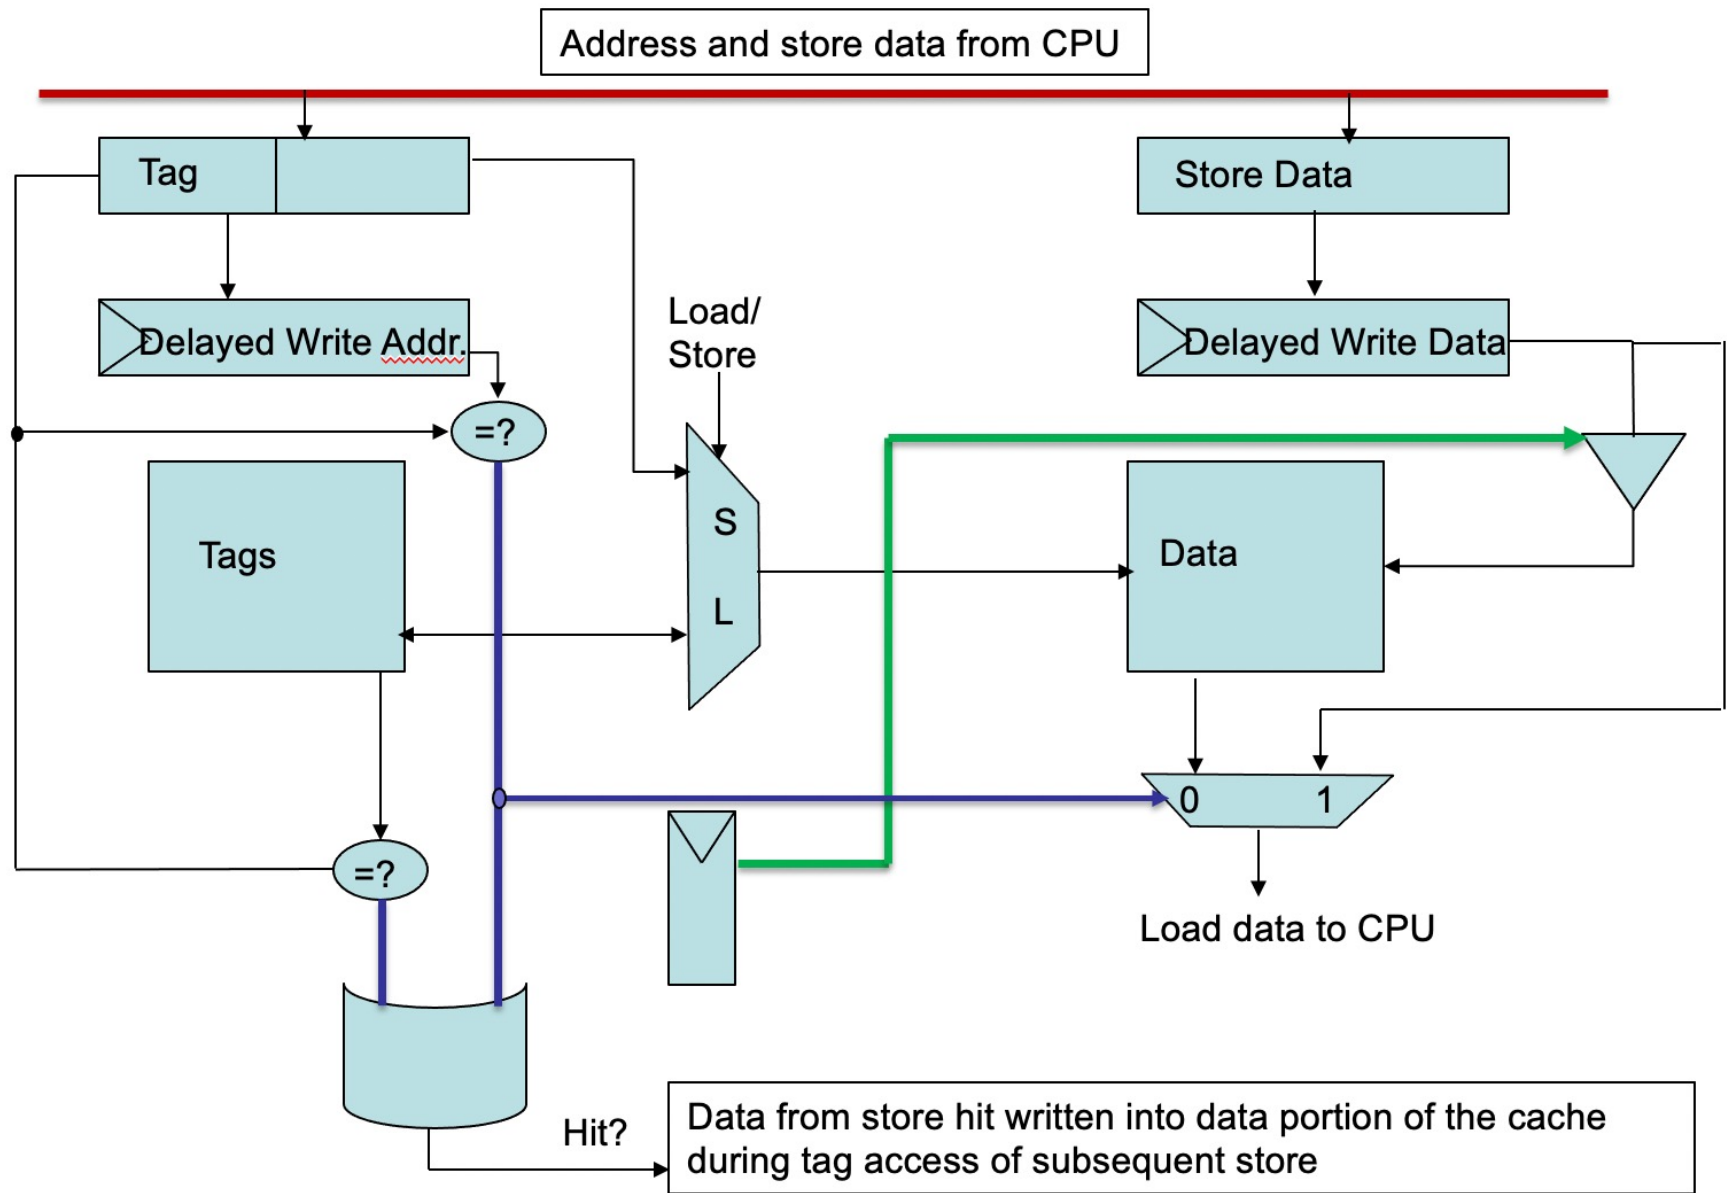 Address and store data from CPU
Tag
Store Data
Delayed Write Addr.
Load/
Store
Delayed Write Data
=?
S
Tags
Data
L
0
1
=?
Load data to CPU
Hit?
Data from store hit written into data portion of the cache
during tag access of subsequent store